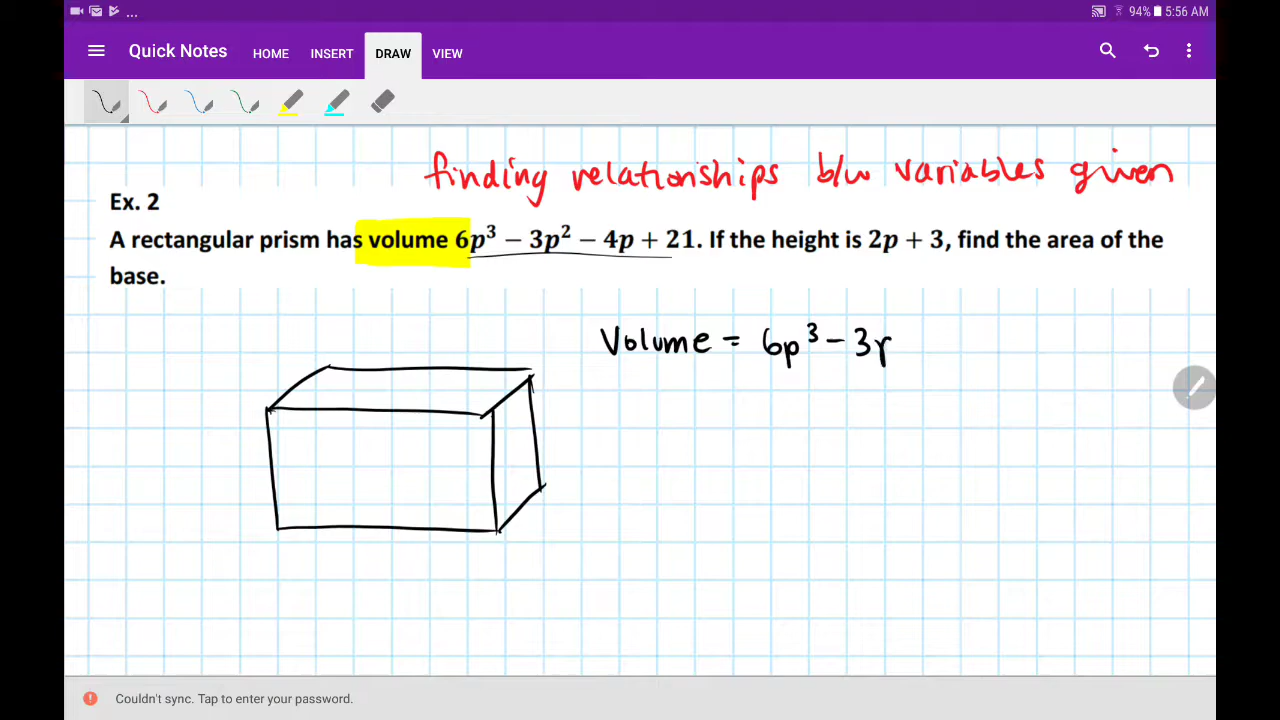 ... 94% 5:56 AM
Quick Notes HOME INSERT DRAW VIEW
finding relationships b/w variables given
Ex. 2
A rectangular prism has volume 6p³ − 3p² − 4p + 21. If the height is 2p + 3, find the area of the
base.
Volume = 6p³ − 3r
Couldn't sync. Tap to enter your password.